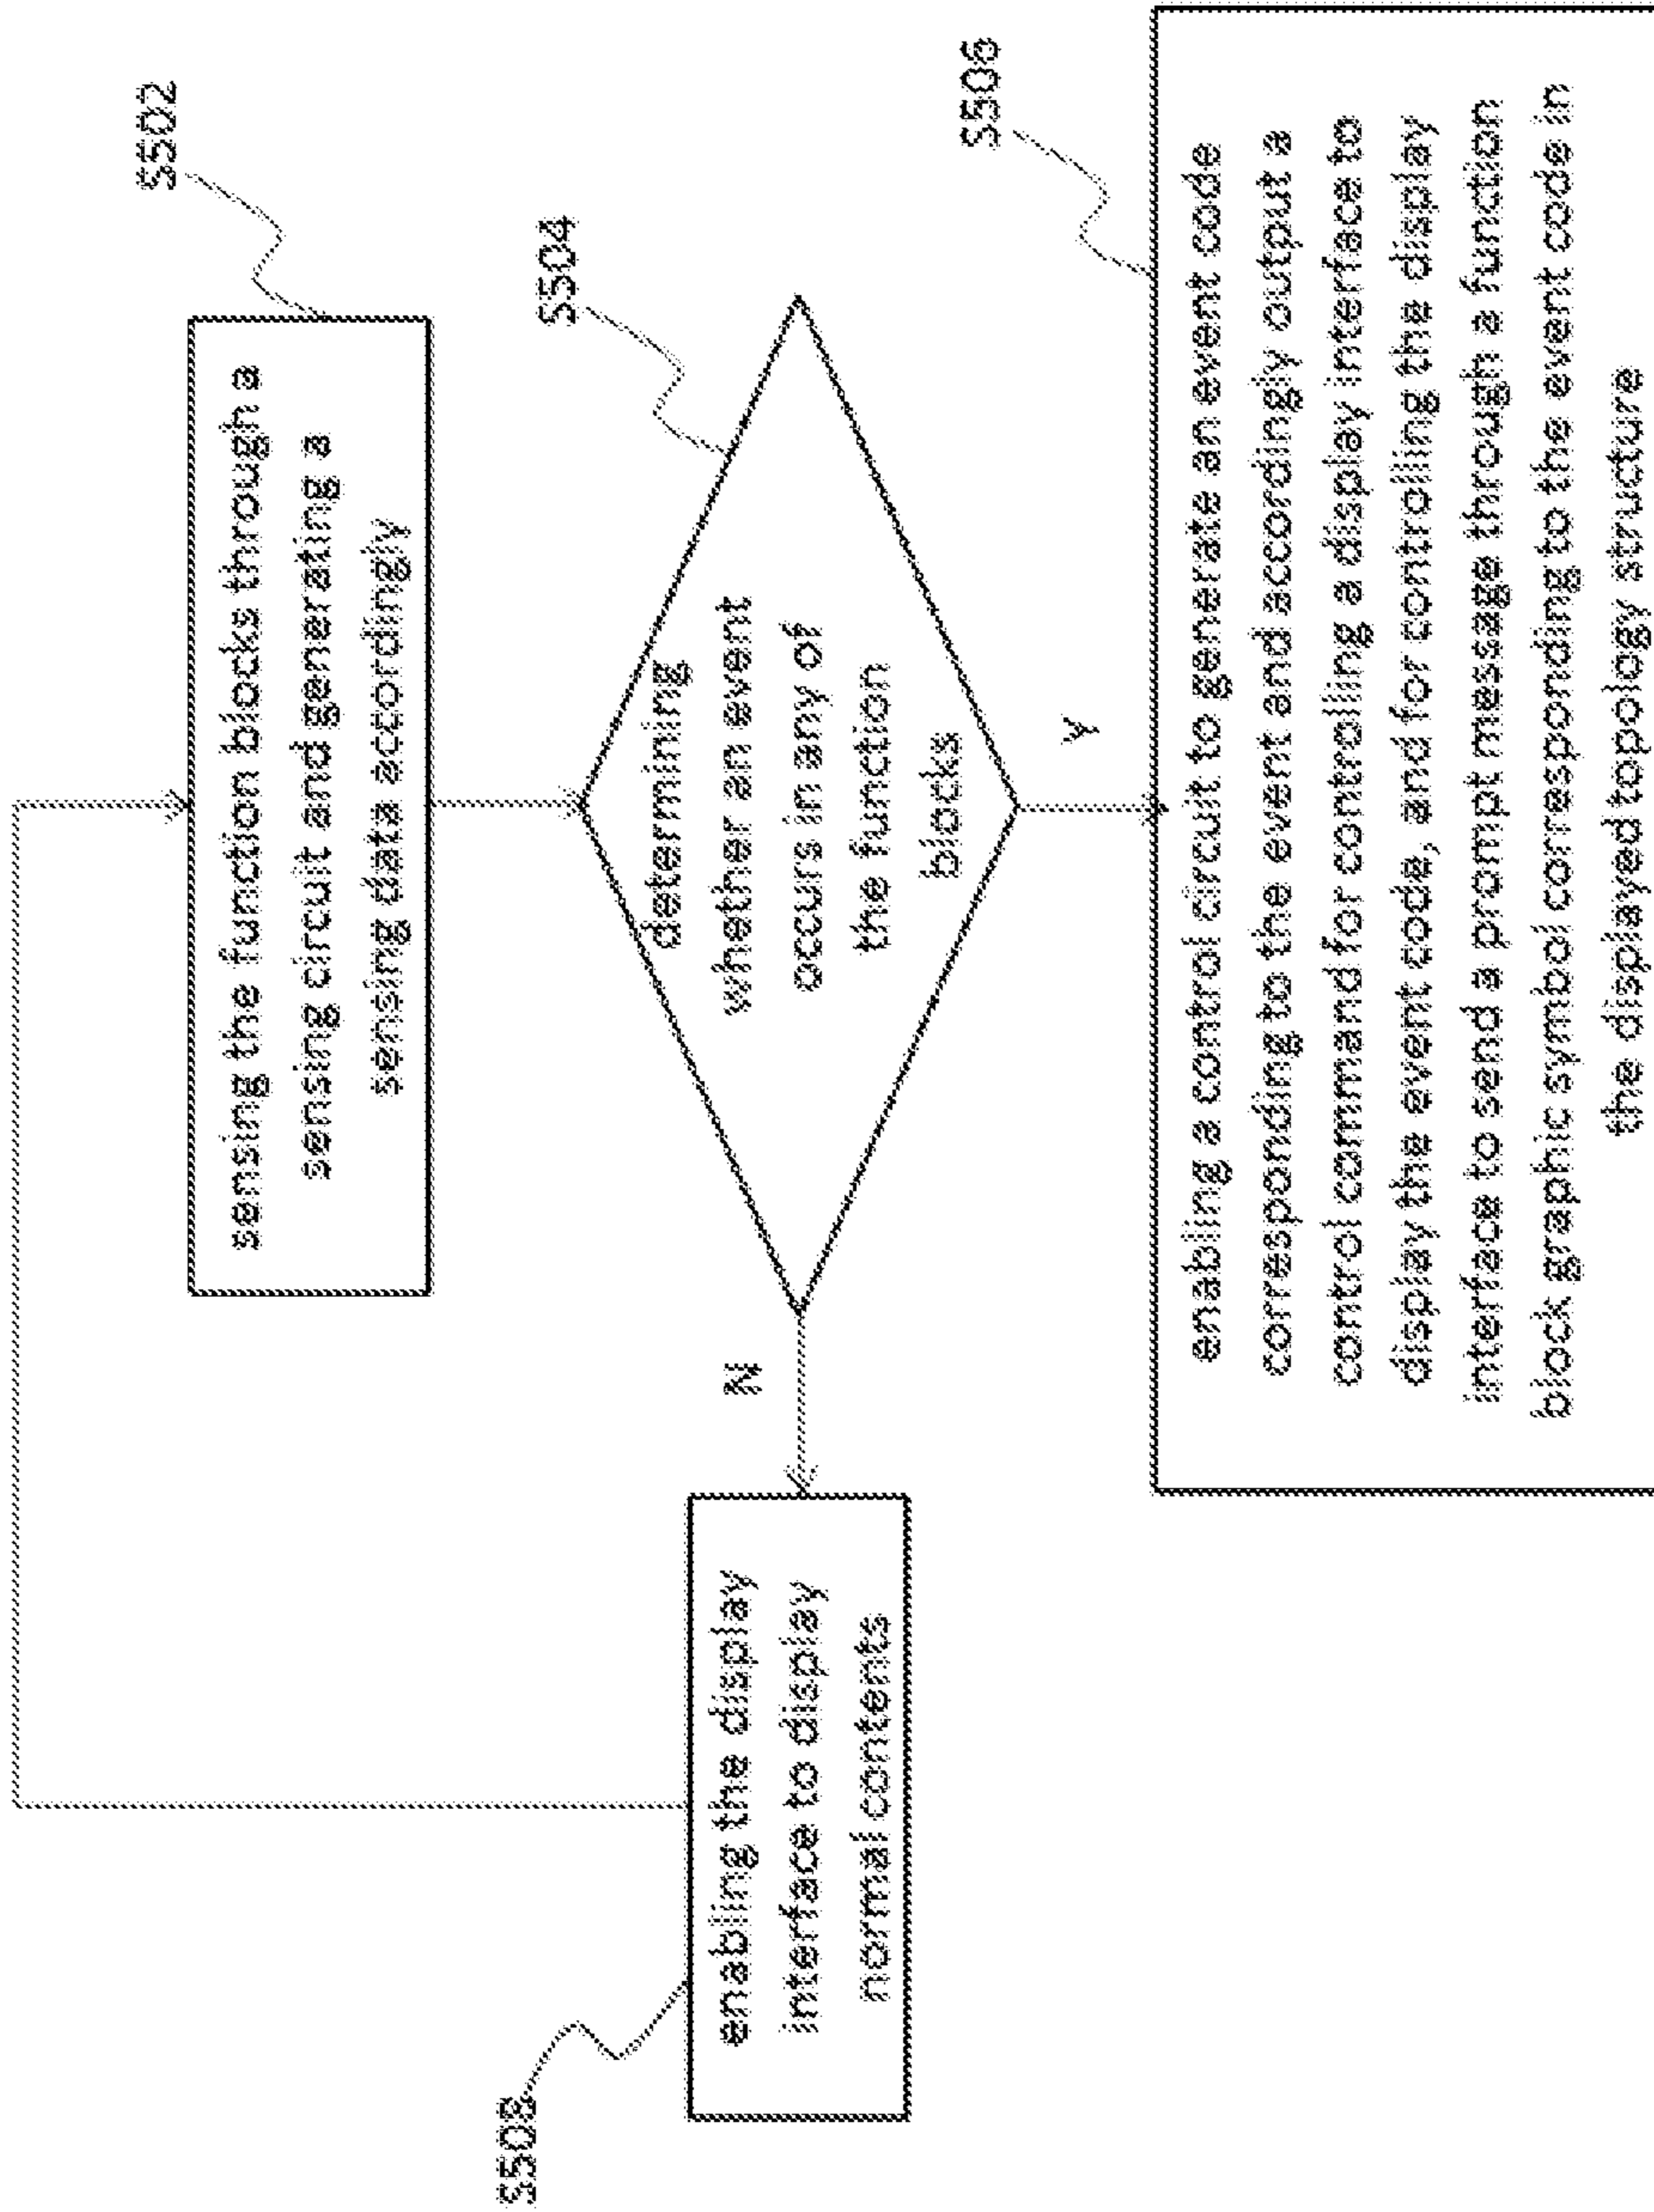 S502
sensing the function blocks through a
sensing circuit and generating a
sensing data accordingly
S504
determining
whether an event
occurs in any of
the function
blocks
N
Y
S508
enabling the display
interface to display
normal contents
S506
enabling a control circuit to generate an event code
corresponding to the event and accordingly output a
control command for controlling a display interface to
display the event code, and for controlling the display
interface to send a prompt message through a function
block graphic symbol corresponding to the event code in
the displayed topology structure